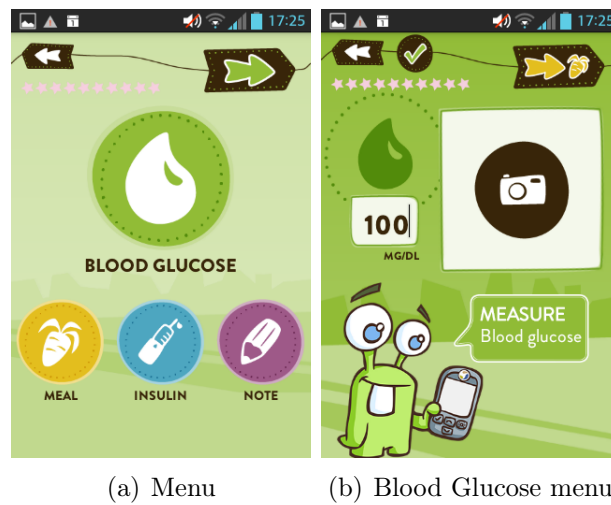 17:25
BLOOD GLUCOSE
MEAL INSULIN NOTE
(a) Menu
17:25
100
MG/DL
MEASURE
Blood glucose
(b) Blood Glucose menu